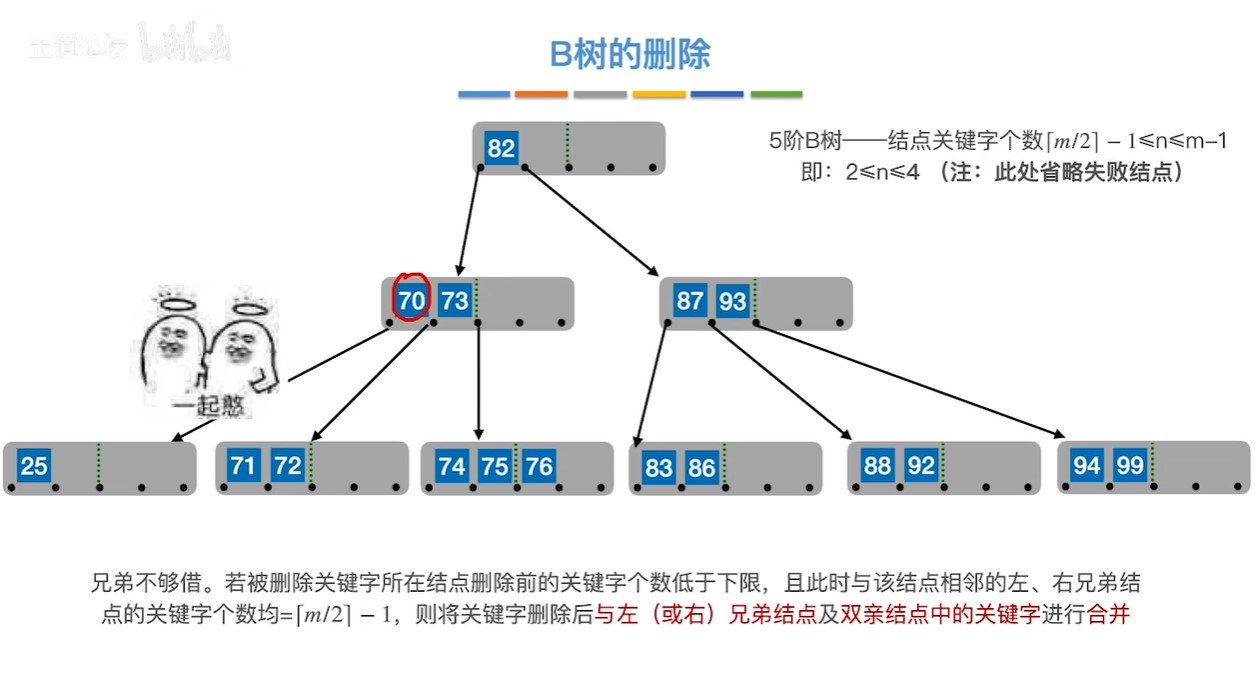 王道论坛 bilibili
B树的删除
82
5阶B树——结点关键字个数⌈m/2⌉ – 1≤n≤m–1
即：2≤n≤4 （注：此处省略失败结点）
70 73
87 93
一起憨
25
71 72
74 75 76
83 86
88 92
94 99
兄弟不够借。若被删除关键字所在结点删除前的关键字个数低于下限，且此时与该结点相邻的左、右兄弟结
点的关键字个数均=⌈m/2⌉ – 1，则将关键字删除后与左（或右）兄弟结点及双亲结点中的关键字进行合并